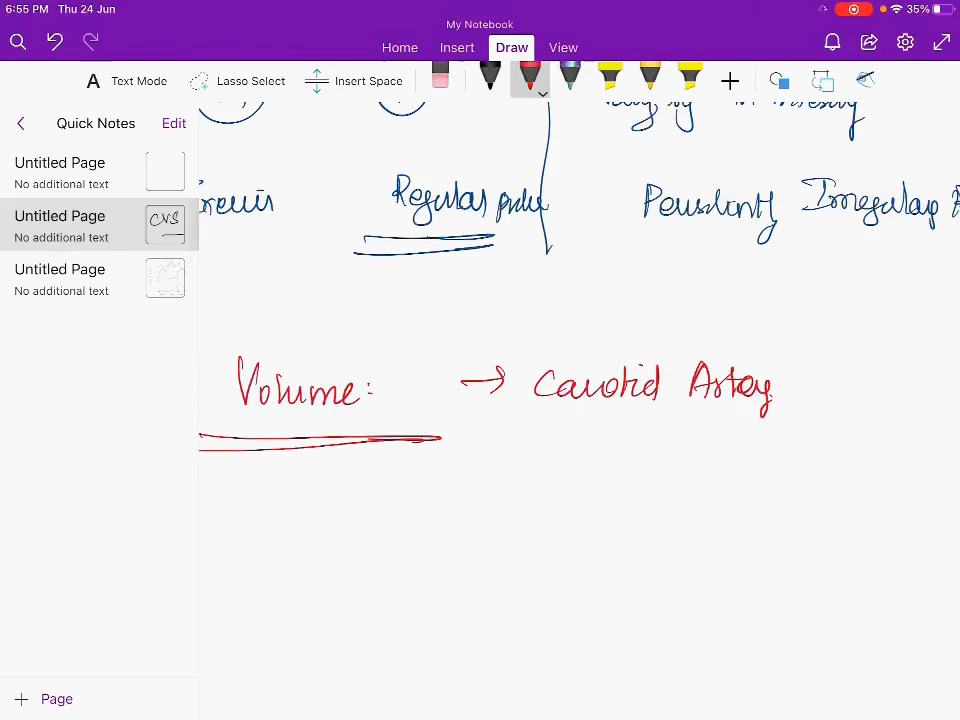 6:55 PM Thu 24 Jun 35%
My Notebook
Home Insert Draw View
Text Mode Lasso Select Insert Space
Quick Notes Edit
Untitled Page
No additional text
Untitled Page
No additional text
CNS
Untitled Page
No additional text
Regular pulse Persistently Irregular
Volume: → Carotid Artery
+ Page